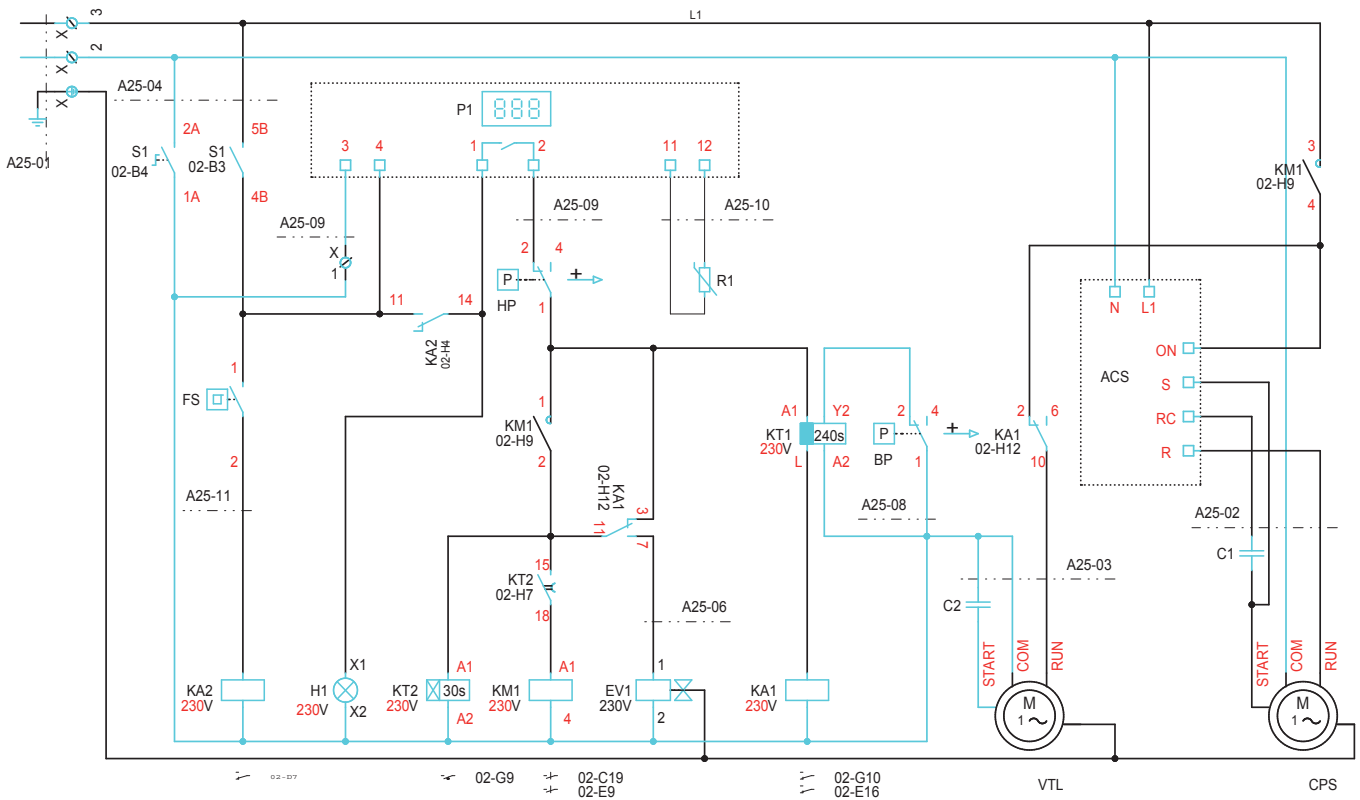 3
L1
X
2
X
X
A25-04
A25-01
2A
5B
S1
02-B4
S1
02-B3
1A
4B
P1
888
3
4
1
2
11
12
KM1
02-H9
3
4
A25-09
A25-09
A25-10
X
1
2
4
P
+
HP
1
R1
11
14
KA2
02-H4
N
L1
ON
ACS
S
RC
R
FS
1
2
KM1
02-H9
1
2
A1
Y2
KT1
230V
240s
L
A2
2
4
P
+
BP
1
2
6
KA1
02-H12
10
A25-11
KA1
02-H12
3
11
7
A25-08
A25-02
C1
15
KT2
02-H7
18
A25-06
A25-03
C2
START
COM
RUN
START
COM
RUN
KA2
230V
X1
H1
230V
X2
A1
KT2
230V
30s
A2
A1
KM1
230V
4
1
EV1
230V
2
KA1
230V
M
1 ~
M
1 ~
02-D7
02-G9
02-C19
02-E9
02-G10
02-E16
VTL
CPS